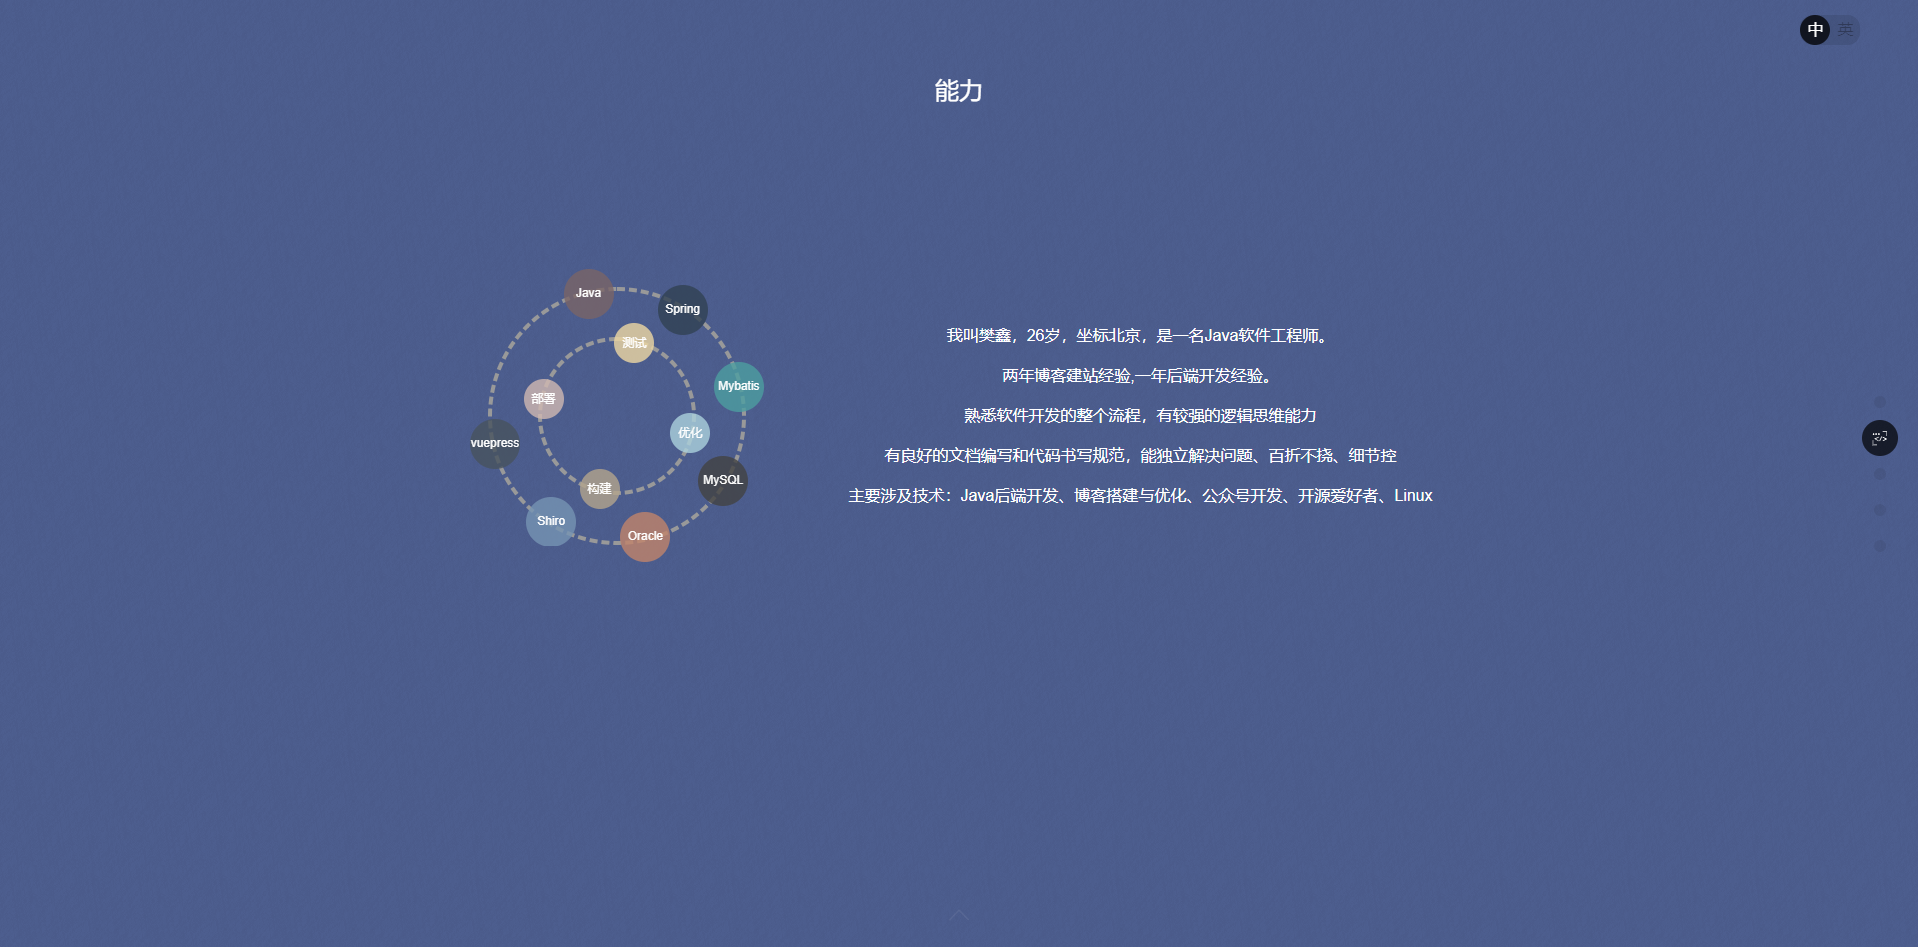 中 英
能力
Java
Spring
测试
Mybatis
部署
优化
vuepress
MySQL
构建
Shiro
Oracle
我叫樊鑫，26岁，坐标北京，是一名Java软件工程师。
两年博客建站经验,一年后端开发经验。
熟悉软件开发的整个流程，有较强的逻辑思维能力
有良好的文档编写和代码书写规范，能独立解决问题、百折不挠、细节控
主要涉及技术：Java后端开发、博客搭建与优化、公众号开发、开源爱好者、Linux